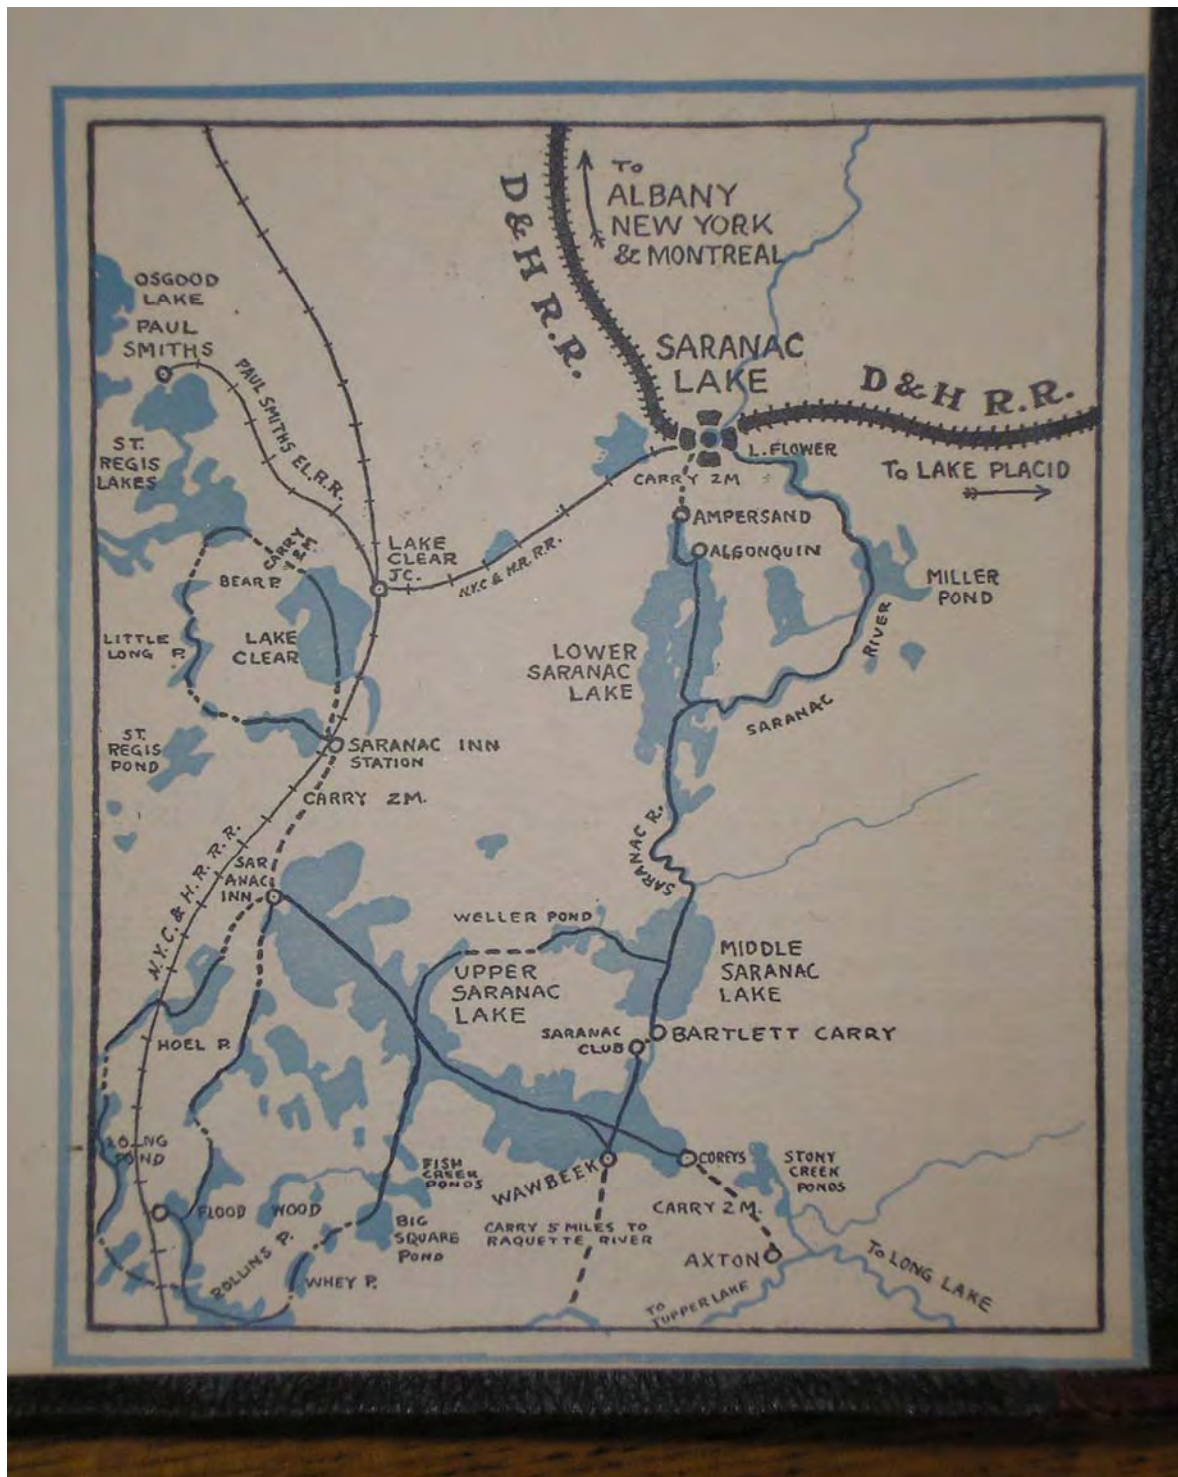 TO
ALBANY
NEW YORK
& MONTREAL
D & H R.R.
OSGOOD
LAKE
PAUL
SMITHS
PAUL SMITHS EL. R.R.
SARANAC
LAKE
D & H R.R.
L. FLOWER
TO LAKE PLACID
ST.
REGIS
LAKES
CARRY 2M
AMPERSAND
ALGONQUIN
LAKE
CLEAR
JC.
N.Y.C & H.R. RR.
CARRY
BEAR P.
MILLER
POND
LITTLE
LONG P.
LAKE
CLEAR
LOWER
SARANAC
LAKE
RIVER
SARANAC
ST.
REGIS
POND
SARANAC INN
STATION
CARRY 2M.
N.Y.C. & H. R. R.R.
SARANAC R.
SAR
ANAC
INN
WELLER POND
UPPER
SARANAC
LAKE
MIDDLE
SARANAC
LAKE
SARANAC
CLUB
BARTLETT CARRY
HOEL P.
LONG
POND
FISH
CREEK
PONDS
WAWBEEK
COREYS
STONY
CREEK
PONDS
FLOOD WOOD
BIG
SQUARE
POND
CARRY 5 MILES TO
RAQUETTE RIVER
CARRY 2M.
ROLLINS P.
WHEY P.
AXTON
TO LONG LAKE
TO
TUPPER LAKE